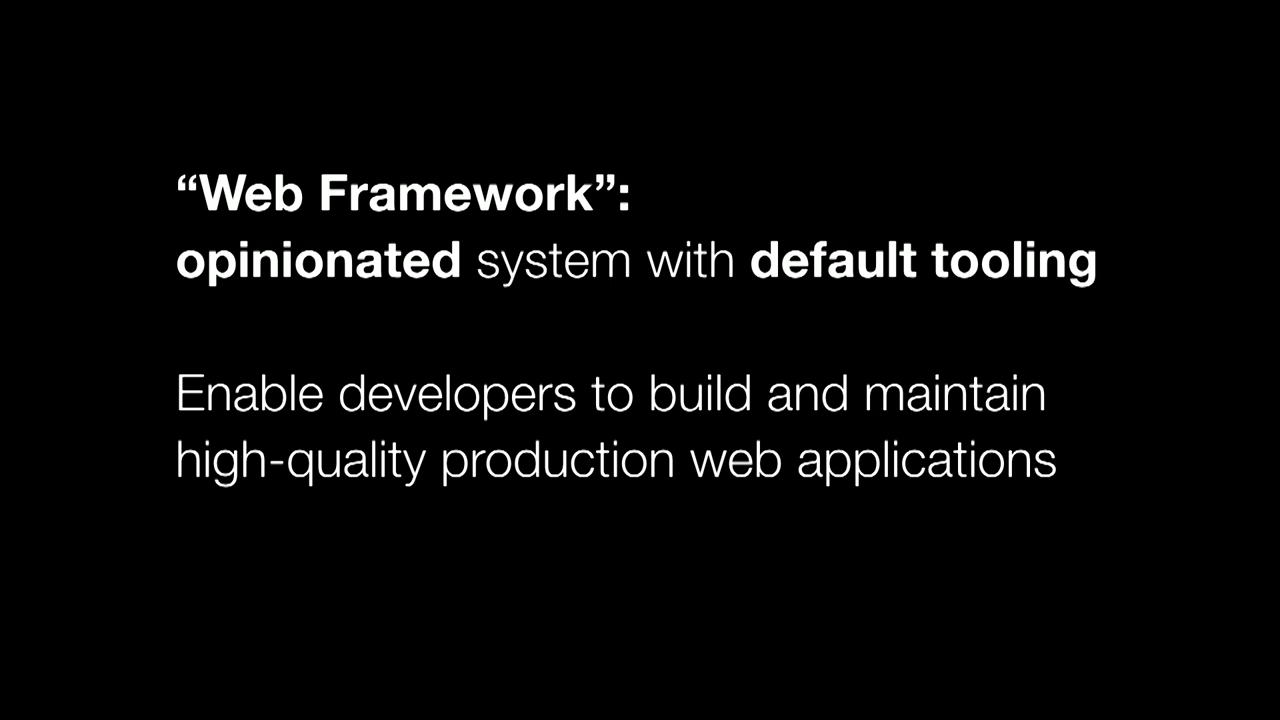 “Web Framework”:
opinionated system with default tooling
Enable developers to build and maintain
high-quality production web applications